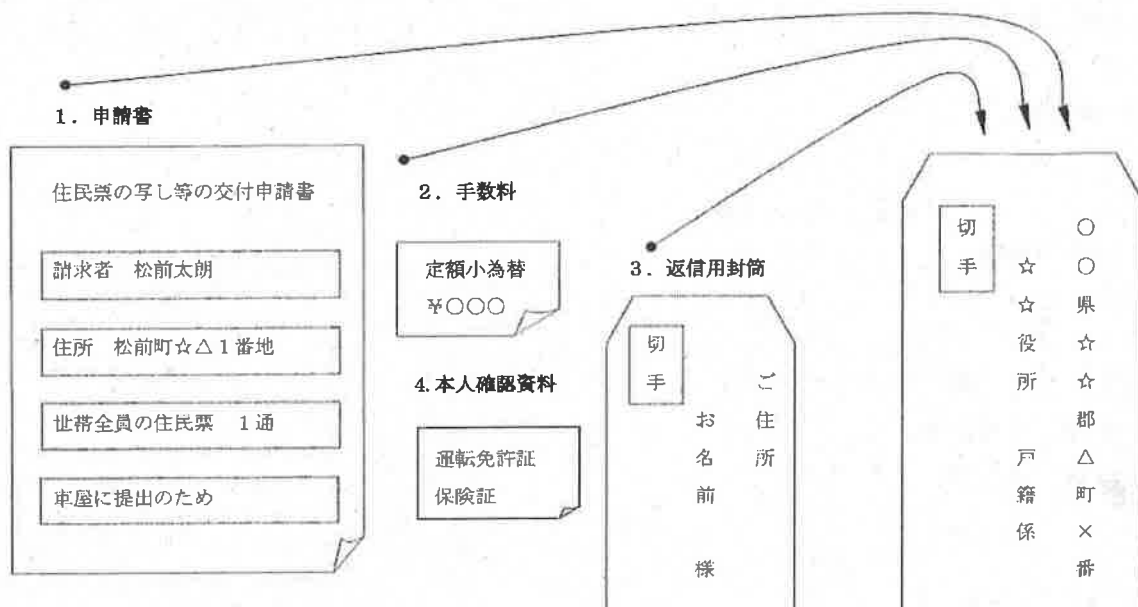 1．申請書
住民票の写し等の交付申請書
請求者　松前太朗
住所　松前町☆△1番地
世帯全員の住民票　1通
車屋に提出のため
2．手数料
定額小為替
￥○○○
4.本人確認資料
運転免許証
保険証
3．返信用封筒
切手
ご住所
お名前　様
切手
○○県☆☆郡△町×番
☆☆役所　戸籍係